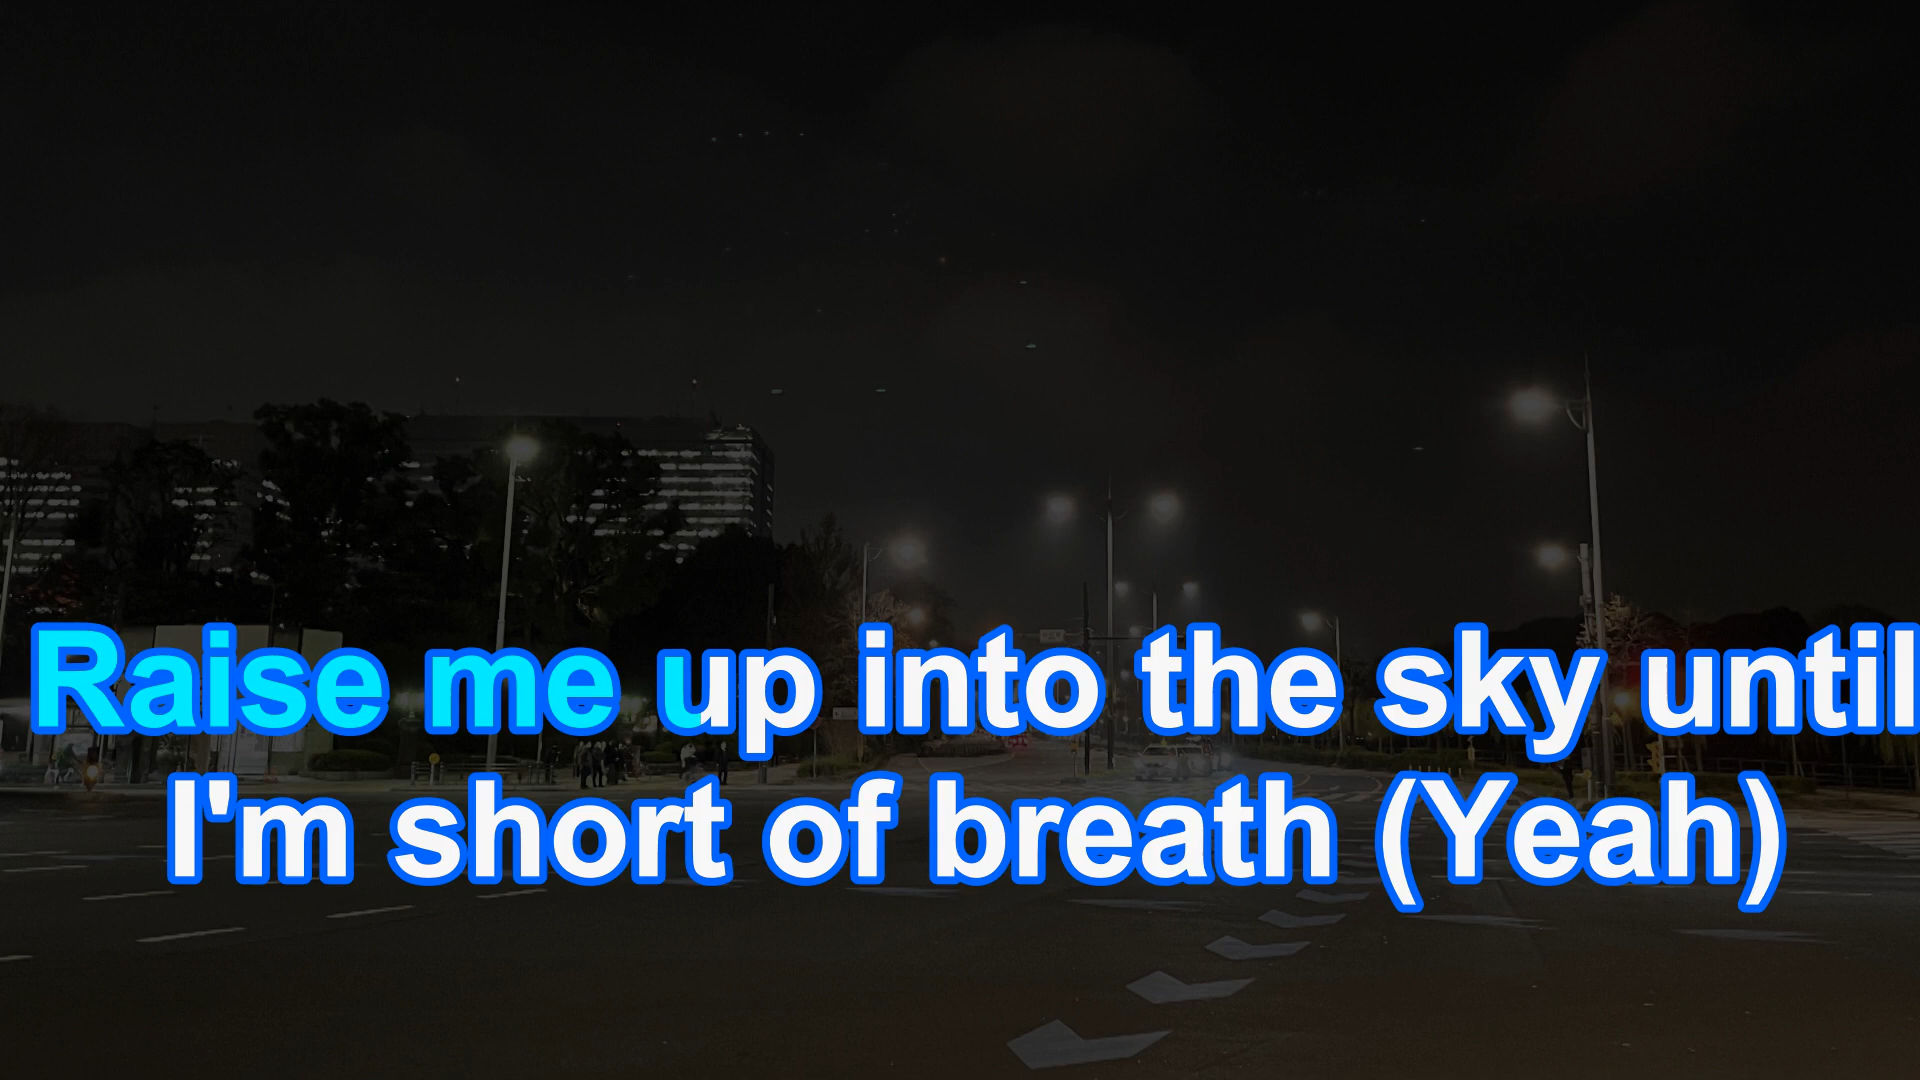 Raise me up into the sky until
I'm short of breath (Yeah)